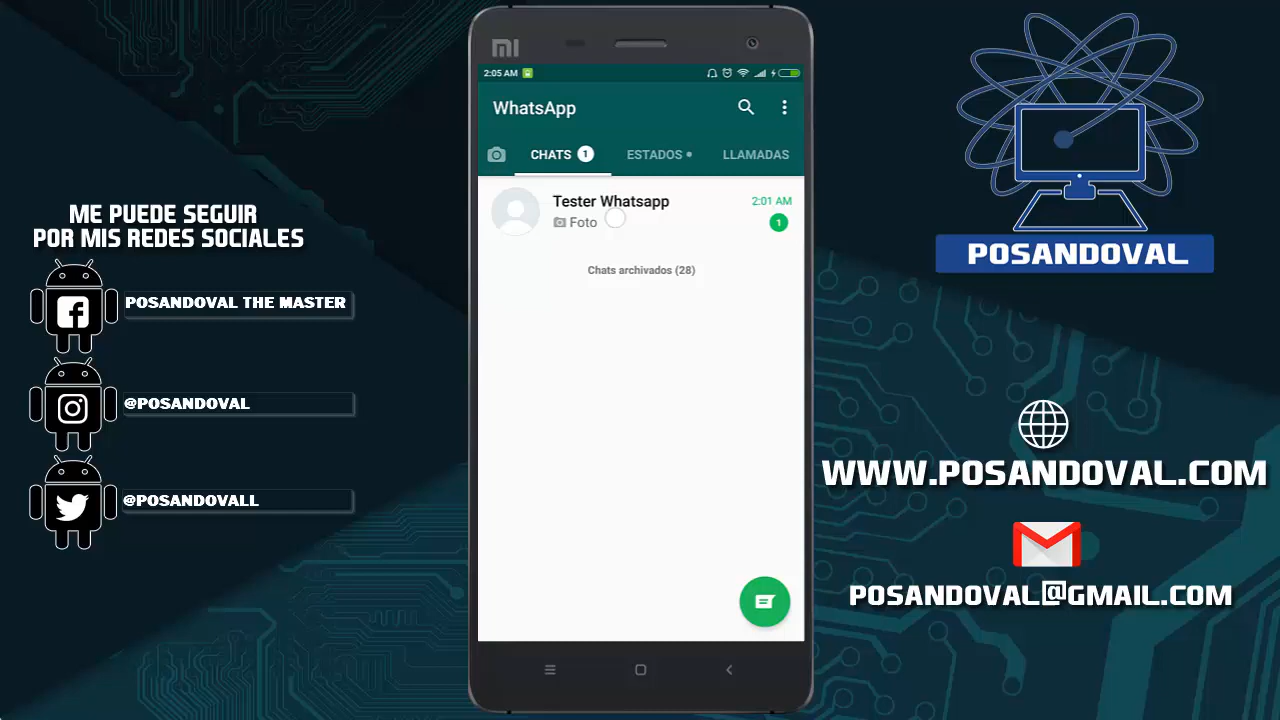 ME PUEDE SEGUIR
POR MIS REDES SOCIALES
POSANDOVAL THE MASTER
@POSANDOVAL
@POSANDOVALL
MI
2:05 AM
WhatsApp
CHATS 1 ESTADOS • LLAMADAS
Tester Whatsapp 2:01 AM
Foto 1
Chats archivados (28)
POSANDOVAL
WWW.POSANDOVAL.COM
POSANDOVAL@GMAIL.COM